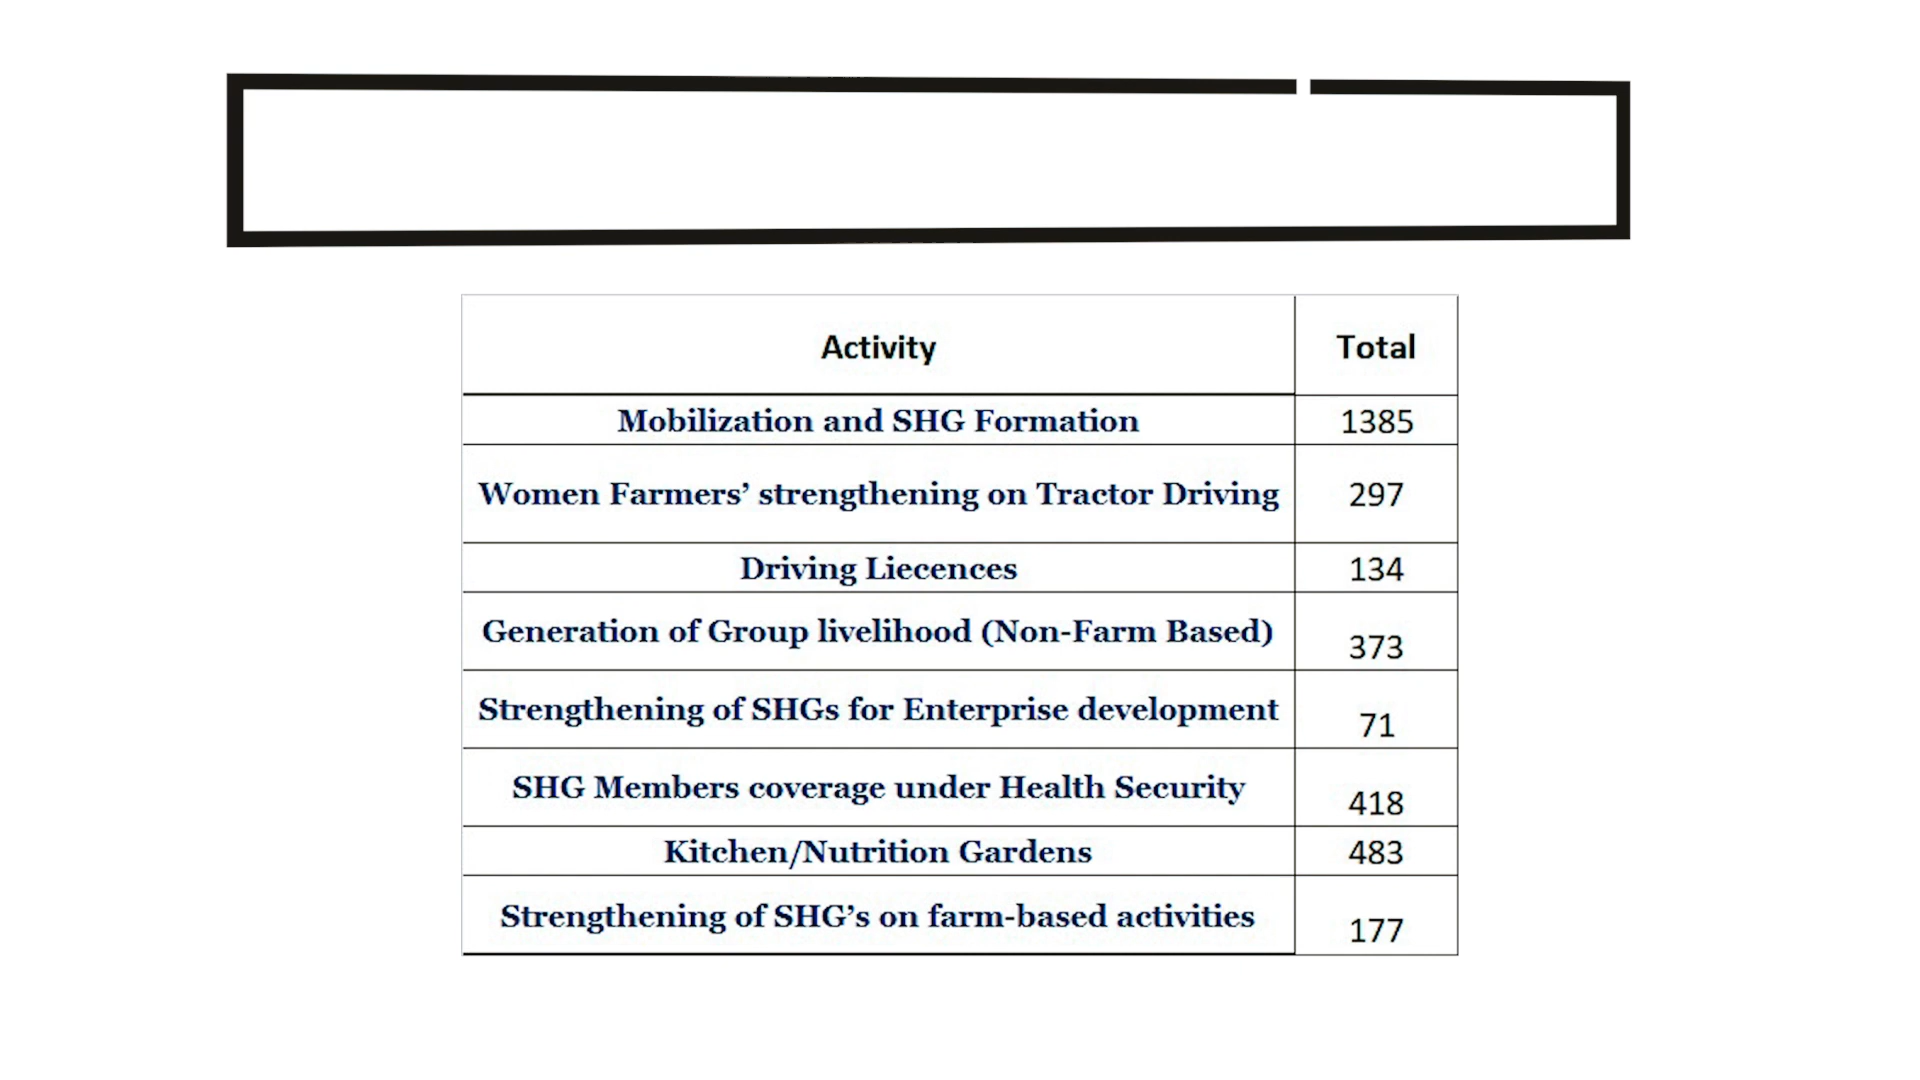 Activity Total
Mobilization and SHG Formation 1385
Women Farmers’ strengthening on Tractor Driving 297
Driving Liecences 134
Generation of Group livelihood (Non-Farm Based) 373
Strengthening of SHGs for Enterprise development 71
SHG Members coverage under Health Security 418
Kitchen/Nutrition Gardens 483
Strengthening of SHG’s on farm-based activities 177